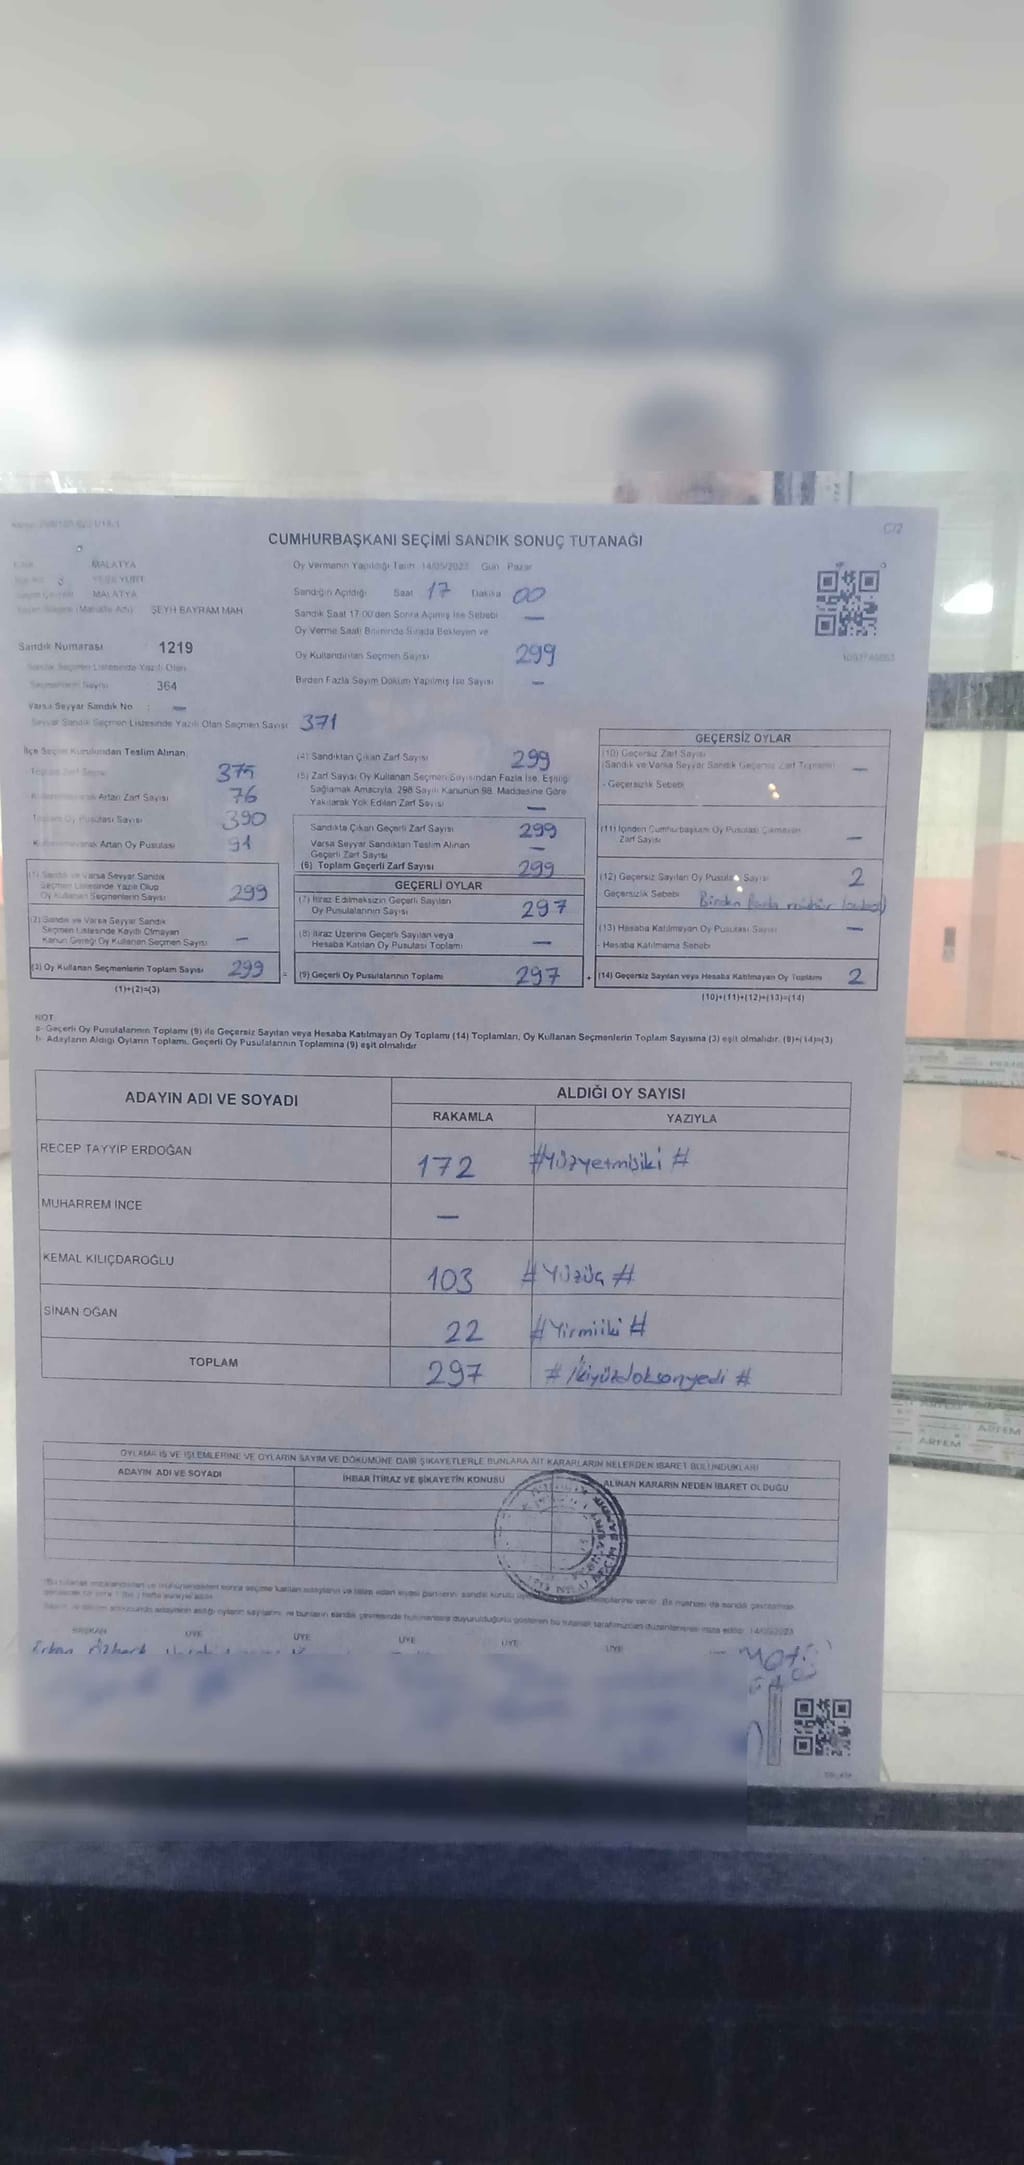 C/2
CUMHURBAŞKANI SEÇİMİ SANDIK SONUÇ TUTANAĞI
MALATYA
YEŞİLYURT
MALATYA
ŞEYH BAYRAM MAH
Sandık Numarası 1219
Sandık Seçmen Listesinde Yazılı Olan
Seçmenlerin Sayısı 364
Varsa Seyyar Sandık No : —
Seyyar Sandık Seçmen Listesinde Yazılı Olan Seçmen Sayısı: 371
Oy Vermenin Yapıldığı Tarih 14/05/2023 Gün Pazar
Sandığın Açıldığı Saat 17 Dakika 00
Sandık Saat 17:00'den Sonra Açılmış İse Sebebi —
Oy Verme Saati Bitiminde Sırada Bekleyen ve
Oy Kullandırılan Seçmen Sayısı 299
Birden Fazla Sayım Döküm Yapılmış İse Sayısı —
İlçe Seçim Kurulundan Teslim Alınan
Toplam Zarf Sayısı 375
Artan Zarf Sayısı 76
Toplam Oy Pusulası Sayısı 390
Artan Oy Pusulası 91
(1) Sandık ve Varsa Seyyar Sandık
Seçmen Listesinde Yazılı Olup
Oy Kullanan Seçmenlerin Sayısı 299
(2) Sandık ve Varsa Seyyar Sandık
Seçmen Listesinde Kayıtlı Olmayan
Kanun Gereği Oy Kullanan Seçmen Sayısı —
(3) Oy Kullanan Seçmenlerin Toplam Sayısı 299
(1)+(2)=(3)
(4) Sandıktan Çıkan Zarf Sayısı 299
(5) Zarf Sayısı Oy Kullanan Seçmen Sayısından Fazla İse, Eşitliği
Sağlamak Amacıyla, 298 Sayılı Kanunun 98. Maddesine Göre
Yakılarak Yok Edilen Zarf Sayısı —
Sandıkta Çıkan Geçerli Zarf Sayısı 299
Varsa Seyyar Sandıktan Teslim Alınan
Geçerli Zarf Sayısı —
(6) Toplam Geçerli Zarf Sayısı 299
GEÇERLİ OYLAR
(7) İtiraz Edilmeksizin Geçerli Sayılan
Oy Pusulalarının Sayısı 297
(8) İtiraz Üzerine Geçerli Sayılan veya
Hesaba Katılan Oy Pusulası Toplamı —
(9) Geçerli Oy Pusulalarının Toplamı 297
GEÇERSİZ OYLAR
(10) Geçersiz Zarf Sayısı
(Sandık ve Varsa Seyyar Sandık Geçersiz Zarf Toplamı) —
- Geçersizlik Sebebi
(11) İçinden Cumhurbaşkanı Oy Pusulası Çıkmayan
Zarf Sayısı —
(12) Geçersiz Sayılan Oy Pusulası Sayısı 2
Geçersizlik Sebebi Birden fazla mühür
(13) Hesaba Katılmayan Oy Pusulası Sayısı —
- Hesaba Katılmama Sebebi
(14) Geçersiz Sayılan veya Hesaba Katılmayan Oy Toplamı 2
(10)+(11)+(12)+(13)=(14)
NOT
a- Geçerli Oy Pusulalarının Toplamı (9) ile Geçersiz Sayılan veya Hesaba Katılmayan Oy Toplamı (14) Toplamları, Oy Kullanan Seçmenlerin Toplam Sayısına (3) eşit olmalıdır. (9)+(14)=(3)
b- Adayların Aldığı Oyların Toplamı, Geçerli Oy Pusulalarının Toplamına (9) eşit olmalıdır
ADAYIN ADI VE SOYADI
ALDIĞI OY SAYISI
RAKAMLA YAZIYLA
RECEP TAYYİP ERDOĞAN 172 #Yüzyetmişiki#
MUHARREM İNCE —
KEMAL KILIÇDAROĞLU 103 #Yüzüç#
SİNAN OĞAN 22 #Yirmiiki#
TOPLAM 297 #İkiyüzdoksanyedi#
OYLAMA İŞ VE İŞLEMLERİNE VE OYLARIN SAYIM VE DÖKÜMÜNE DAİR ŞİKAYETLERLE BUNLARA AİT KARARLARIN NELERDEN İBARET BULUNDUKLARI
ADAYIN ADI VE SOYADI İHBAR İTİRAZ VE ŞİKAYETİN KONUSU ALINAN KARARIN NEDEN İBARET OLDUĞU
BAŞKAN ÜYE ÜYE ÜYE ÜYE ÜYE
ARFEM
ARFEM